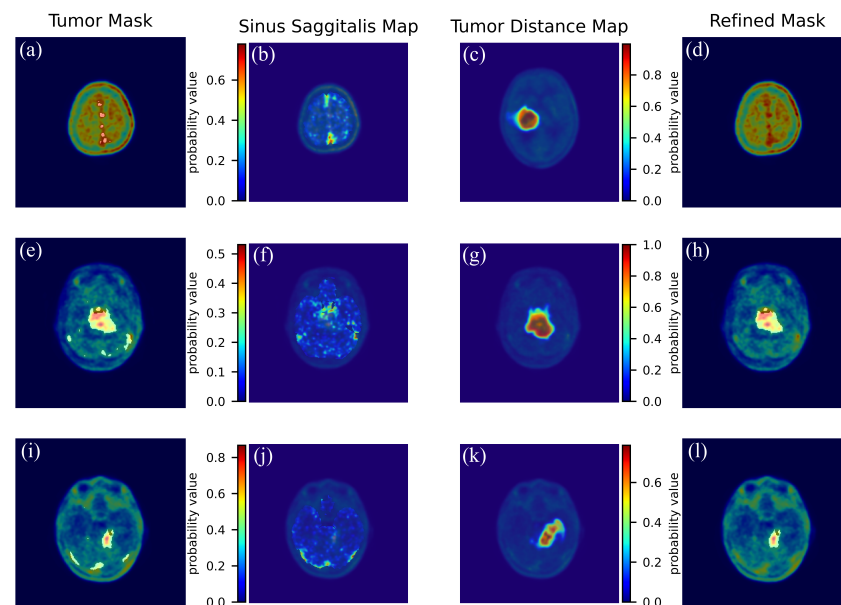 Tumor Mask
Sinus Saggitalis Map
Tumor Distance Map
Refined Mask
(a)
(b)
(c)
(d)
0.6
0.4
0.2
0.0
probability value
0.8
0.6
0.4
0.2
0.0
probability value
(e)
(f)
(g)
(h)
0.5
0.4
0.3
0.2
0.1
0.0
probability value
1.0
0.8
0.6
0.4
0.2
0.0
probability value
(i)
(j)
(k)
(l)
0.8
0.6
0.4
0.2
0.0
probability value
0.6
0.4
0.2
0.0
probability value